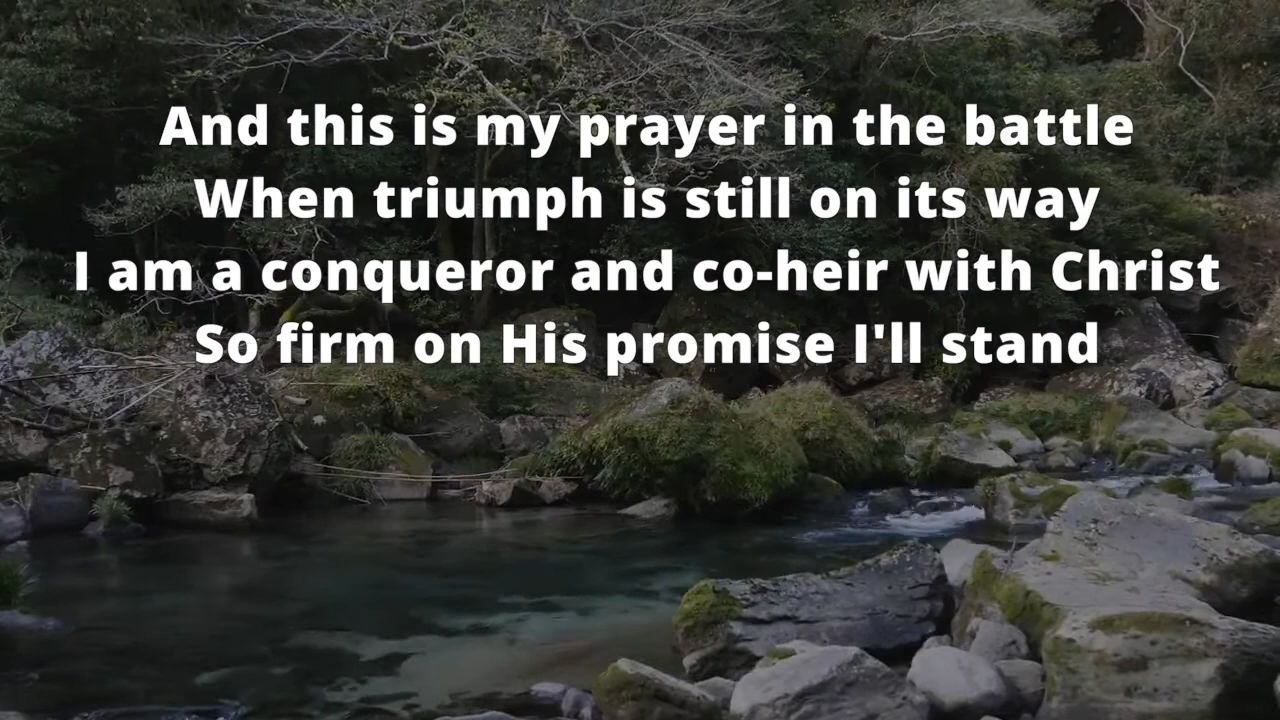 And this is my prayer in the battle
When triumph is still on its way
I am a conqueror and co-heir with Christ
So firm on His promise I'll stand